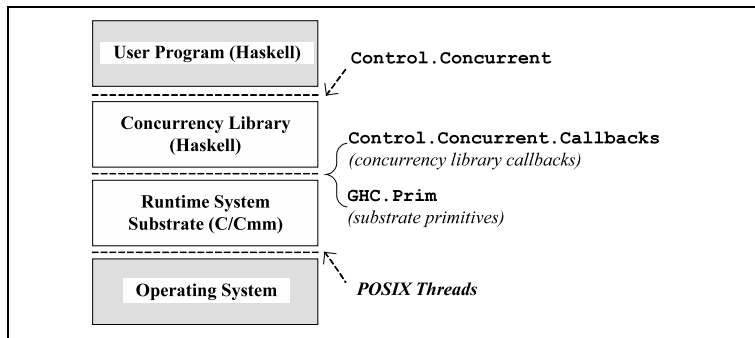 User Program (Haskell)
Control.Concurrent
Concurrency Library
(Haskell)
Control.Concurrent.Callbacks
(concurrency library callbacks)
GHC.Prim
(substrate primitives)
Runtime System
Substrate (C/Cmm)
Operating System
POSIX Threads